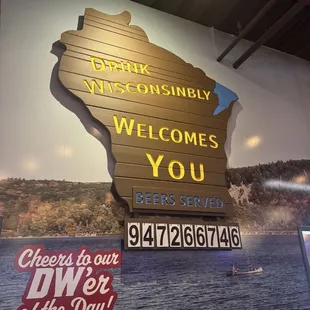 Drink
Wisconsinbly
Welcomes
You
Beers Served
947266746
Cheers to our
DW'er
of the Day!